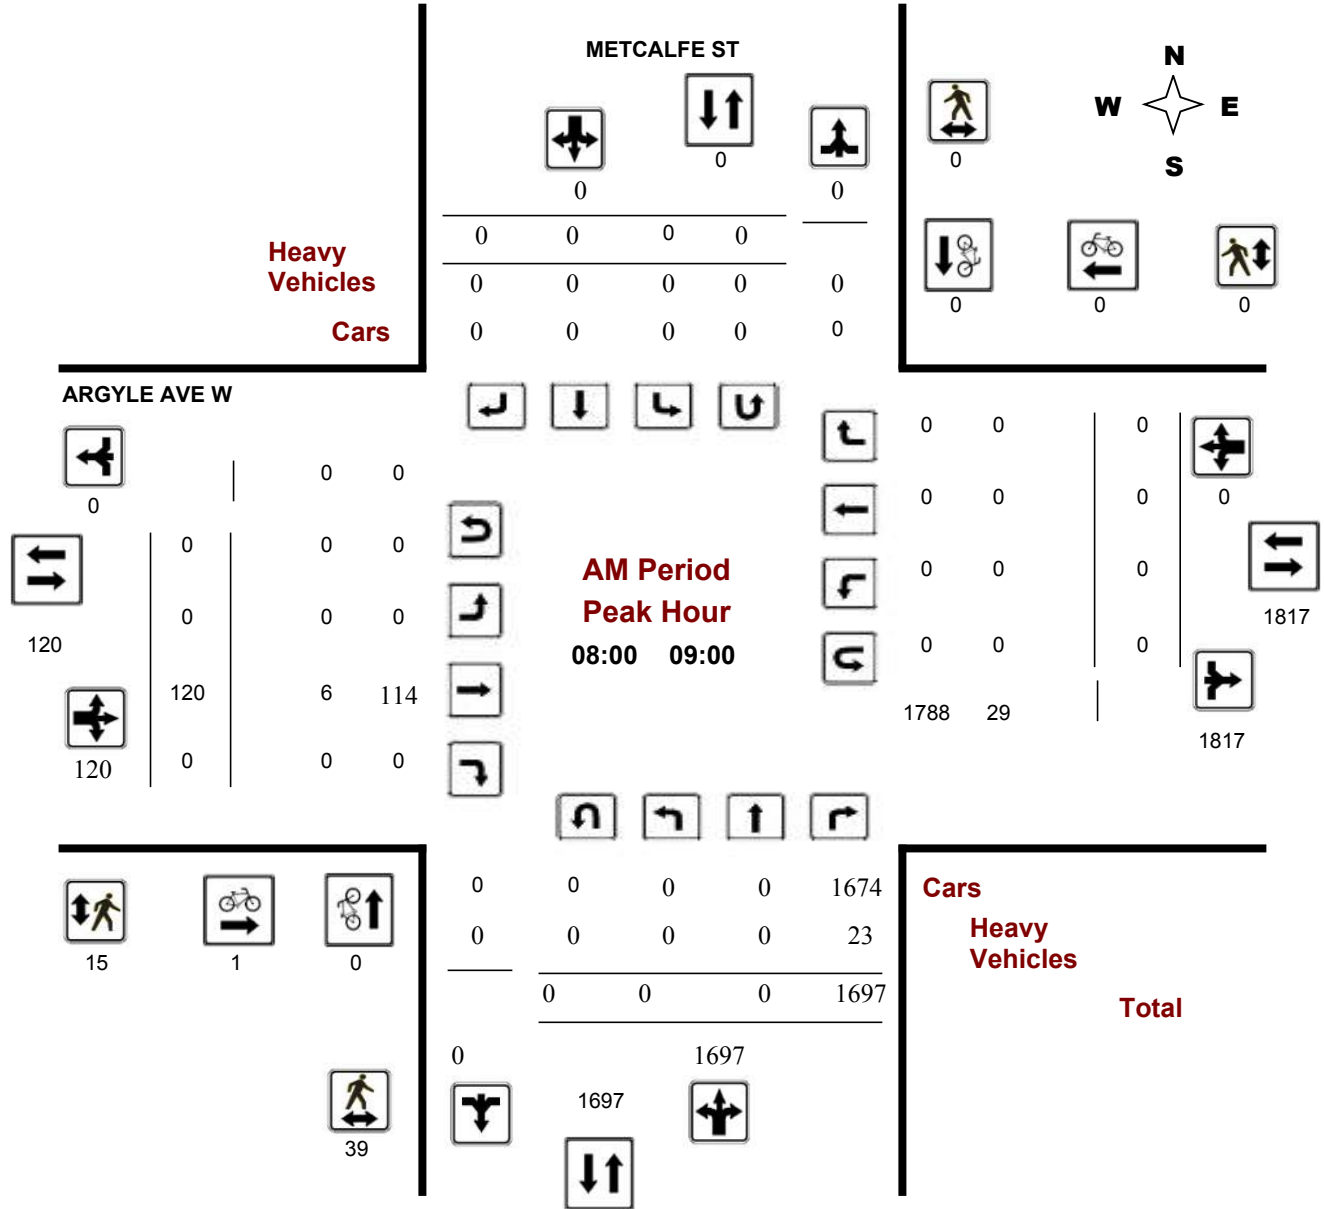 METCALFE ST
N
W E
S
0
0
0 0
0 0 0 0
Heavy
Vehicles
0 0 0 0 0
Cars
0 0 0 0 0
0 0 0
ARGYLE AVE W
0 0 0
0 0
0
0 0 0 0
0 0 0
AM Period
Peak Hour
08:00 09:00
0 0 0
0 0 0
1817
120
0 0 0
120 6 114
1788 29
1817
120
0 0 0
0 0 0 0 1674
Cars
0 0 0 0 23
Heavy
Vehicles
15 1 0
0 0 0 1697
Total
0 1697
1697
39